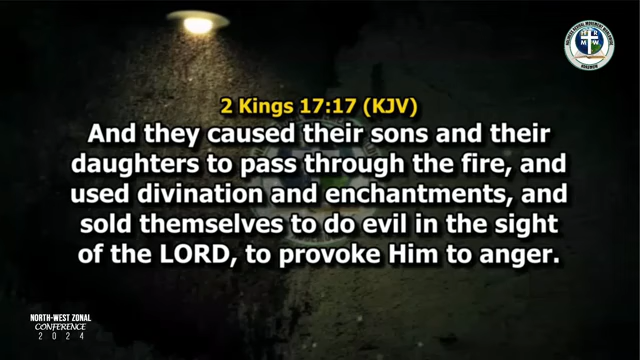 2 Kings 17:17 (KJV)
And they caused their sons and their
daughters to pass through the fire, and
used divination and enchantments, and
sold themselves to do evil in the sight
of the LORD, to provoke Him to anger.
NORTH-WEST ZONAL
CONFERENCE
2024